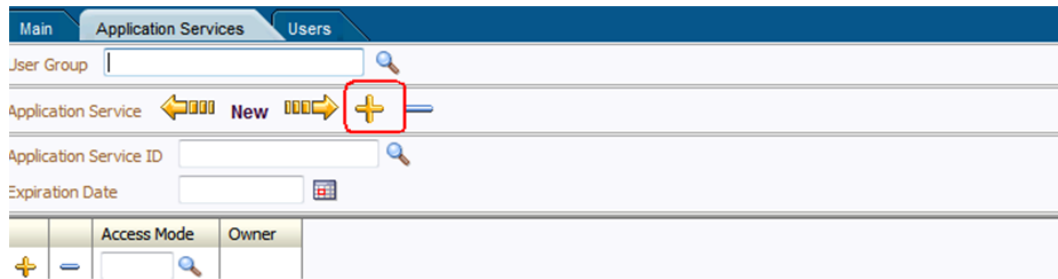 Main Application Services Users
User Group
Application Service New
Application Service ID
Expiration Date
Access Mode Owner